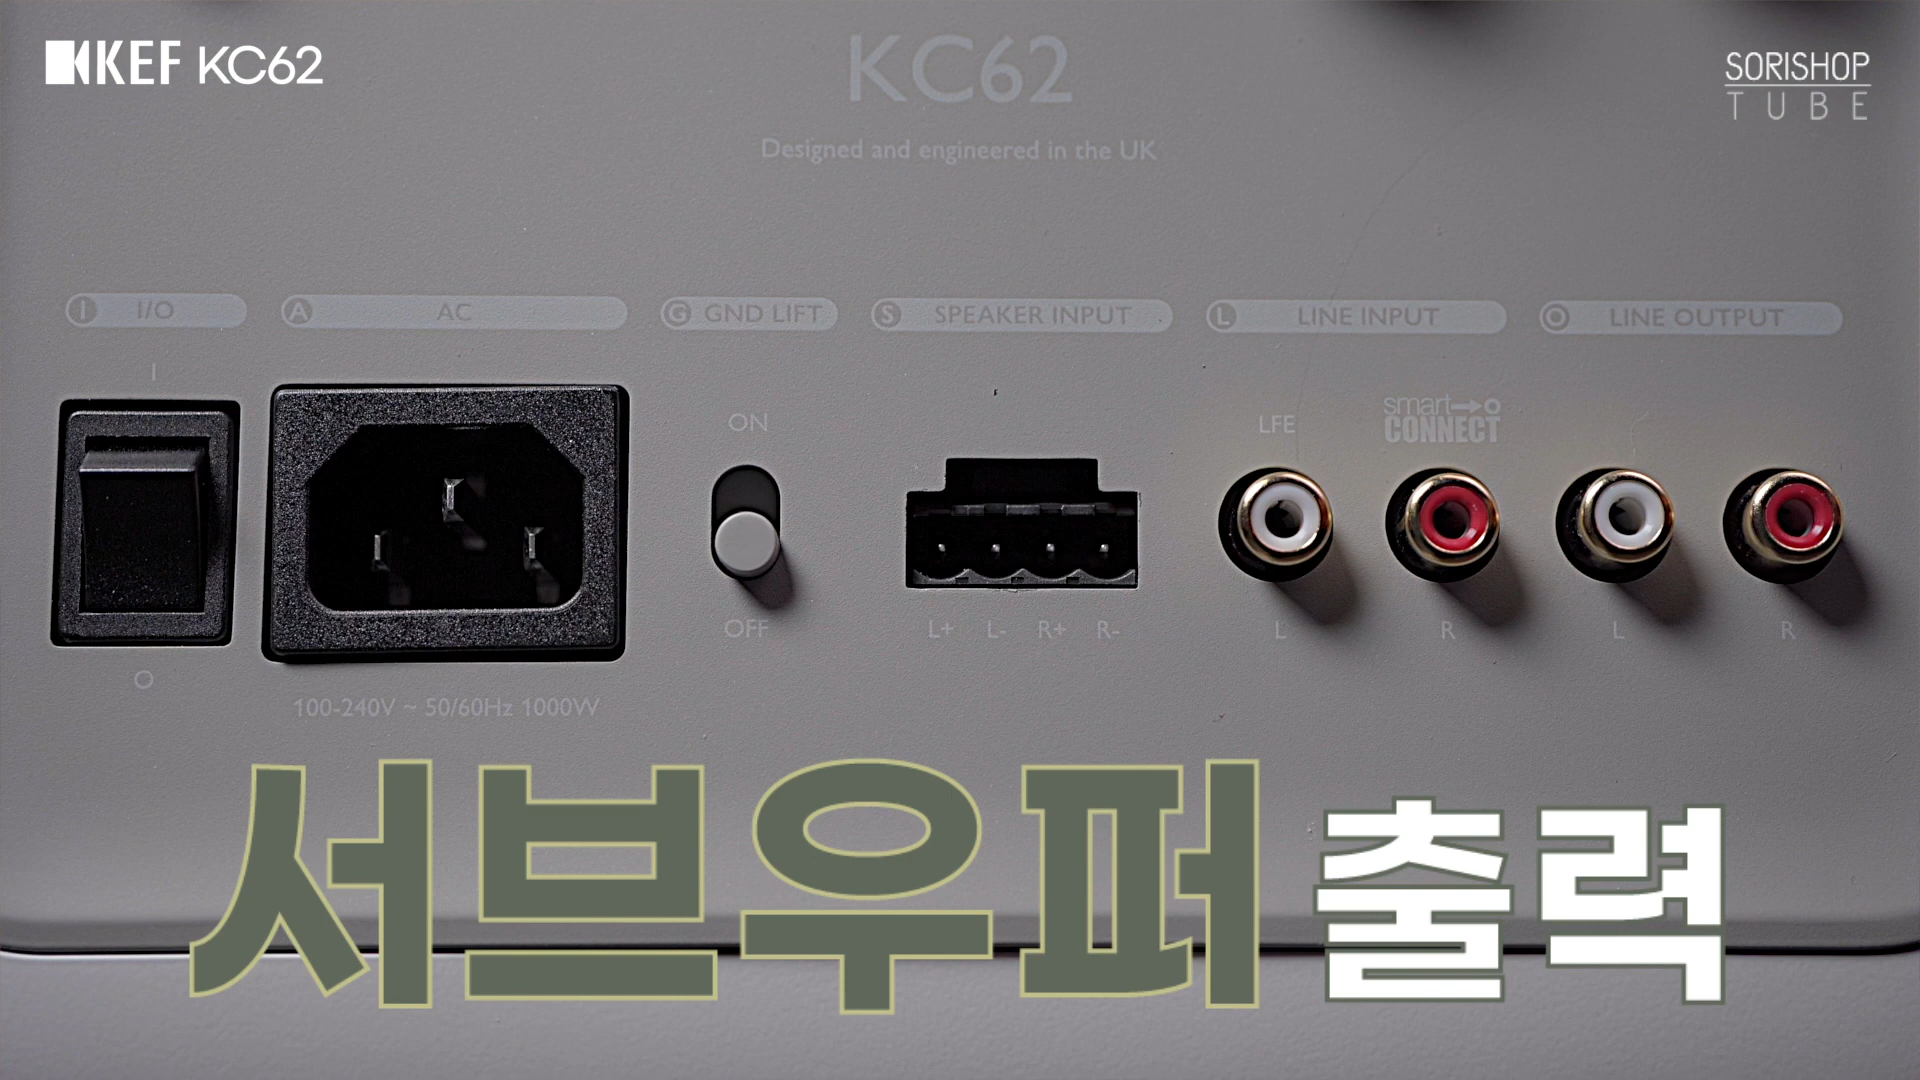 KEF KC62
KC62
SORISHOP
TUBE
Designed and engineered in the UK
I I/O
A AC
G GND LIFT
S SPEAKER INPUT
L LINE INPUT
O LINE OUTPUT
I
ON
LFE
smart
CONNECT
OFF
L+ L- R+ R-
L R
L R
O
100-240V ~ 50/60Hz 1000W
서브우퍼 출력